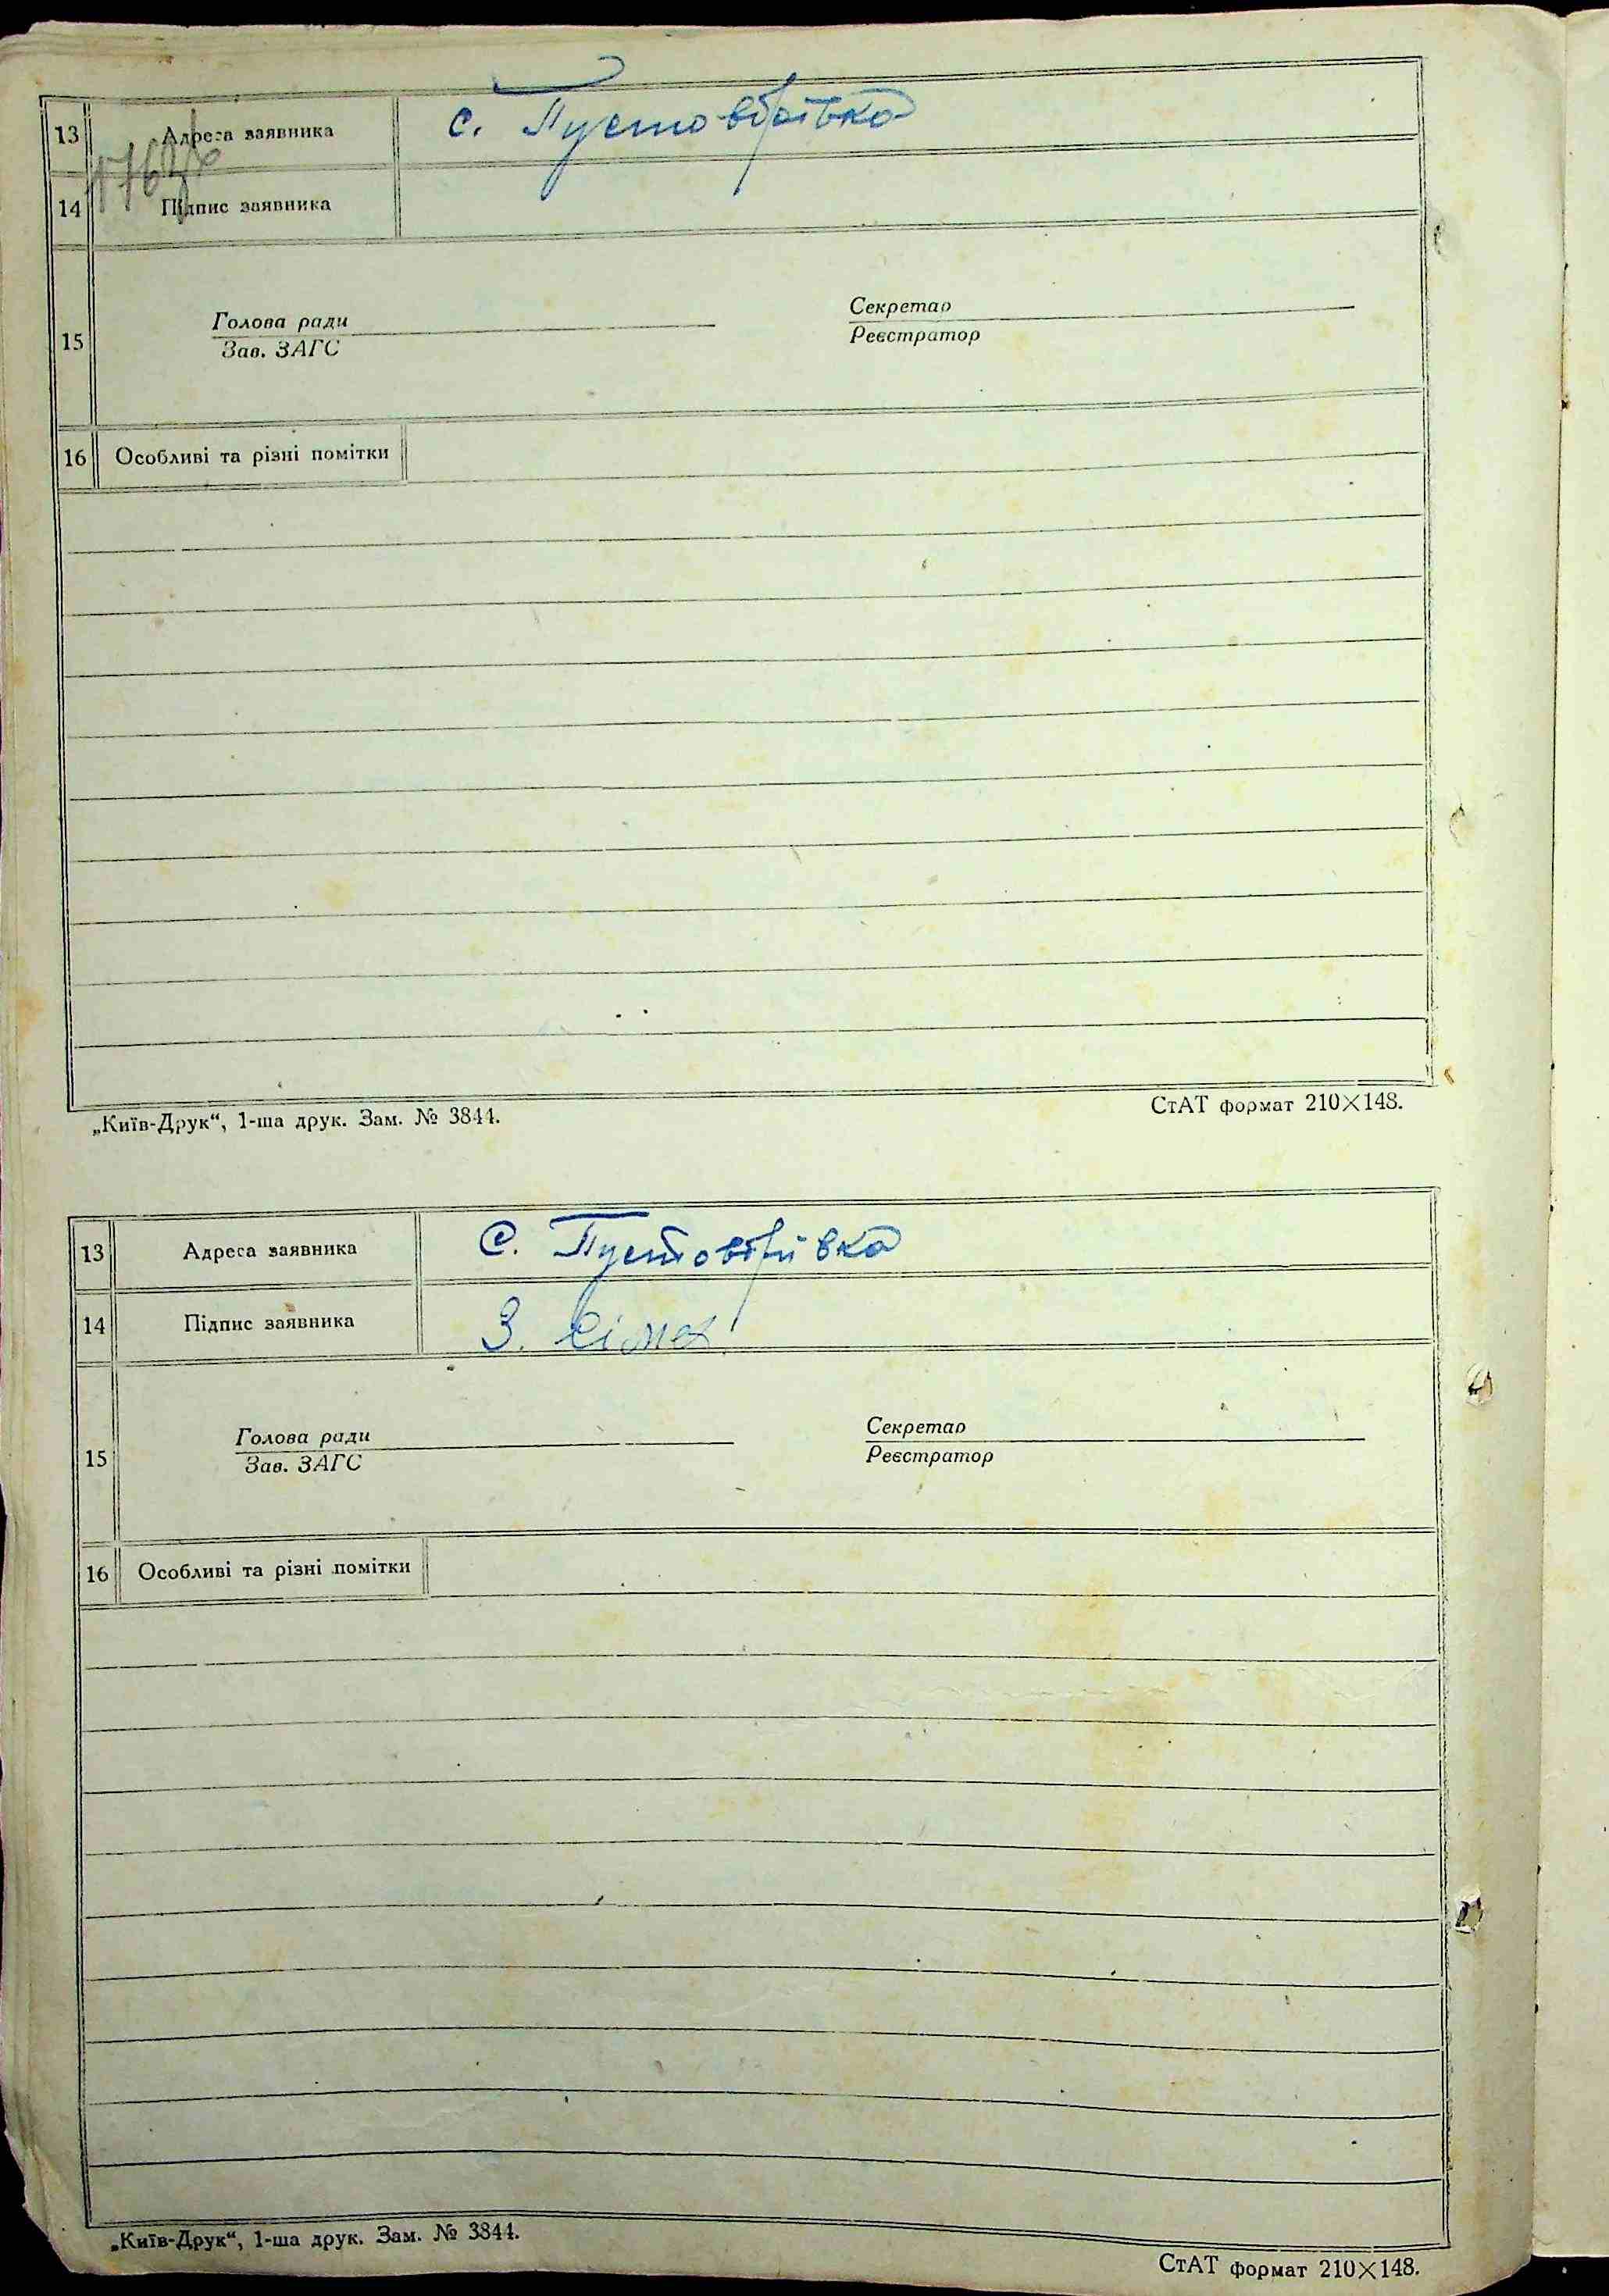 13 Адреса заявника с. Пустовбрівка
14 Підпис заявника
15
Голова ради Секретар
Зав. ЗАГС Реєстратор
16 Особливі та різні помітки
„Київ-Друк“, 1-ша друк. Зам. № 3844. СтАТ формат 210×148.
13 Адреса заявника С. Пустовбрівка
14 Підпис заявника З.
15
Голова ради Секретар
Зав. ЗАГС Реєстратор
16 Особливі та різні помітки
„Київ-Друк“, 1-ша друк. Зам. № 3844.
СтАТ формат 210×148.